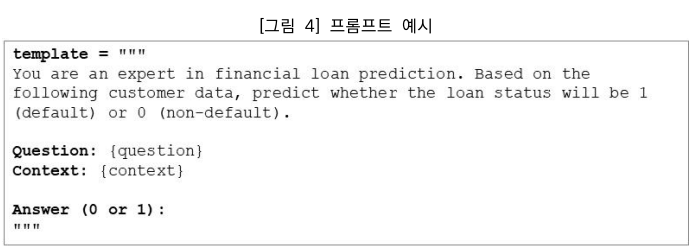 [그림 4] 프롬프트 예시
template = """
You are an expert in financial loan prediction. Based on the
following customer data, predict whether the loan status will be 1
(default) or 0 (non-default).
Question: {question}
Context: {context}
Answer (0 or 1):
"""